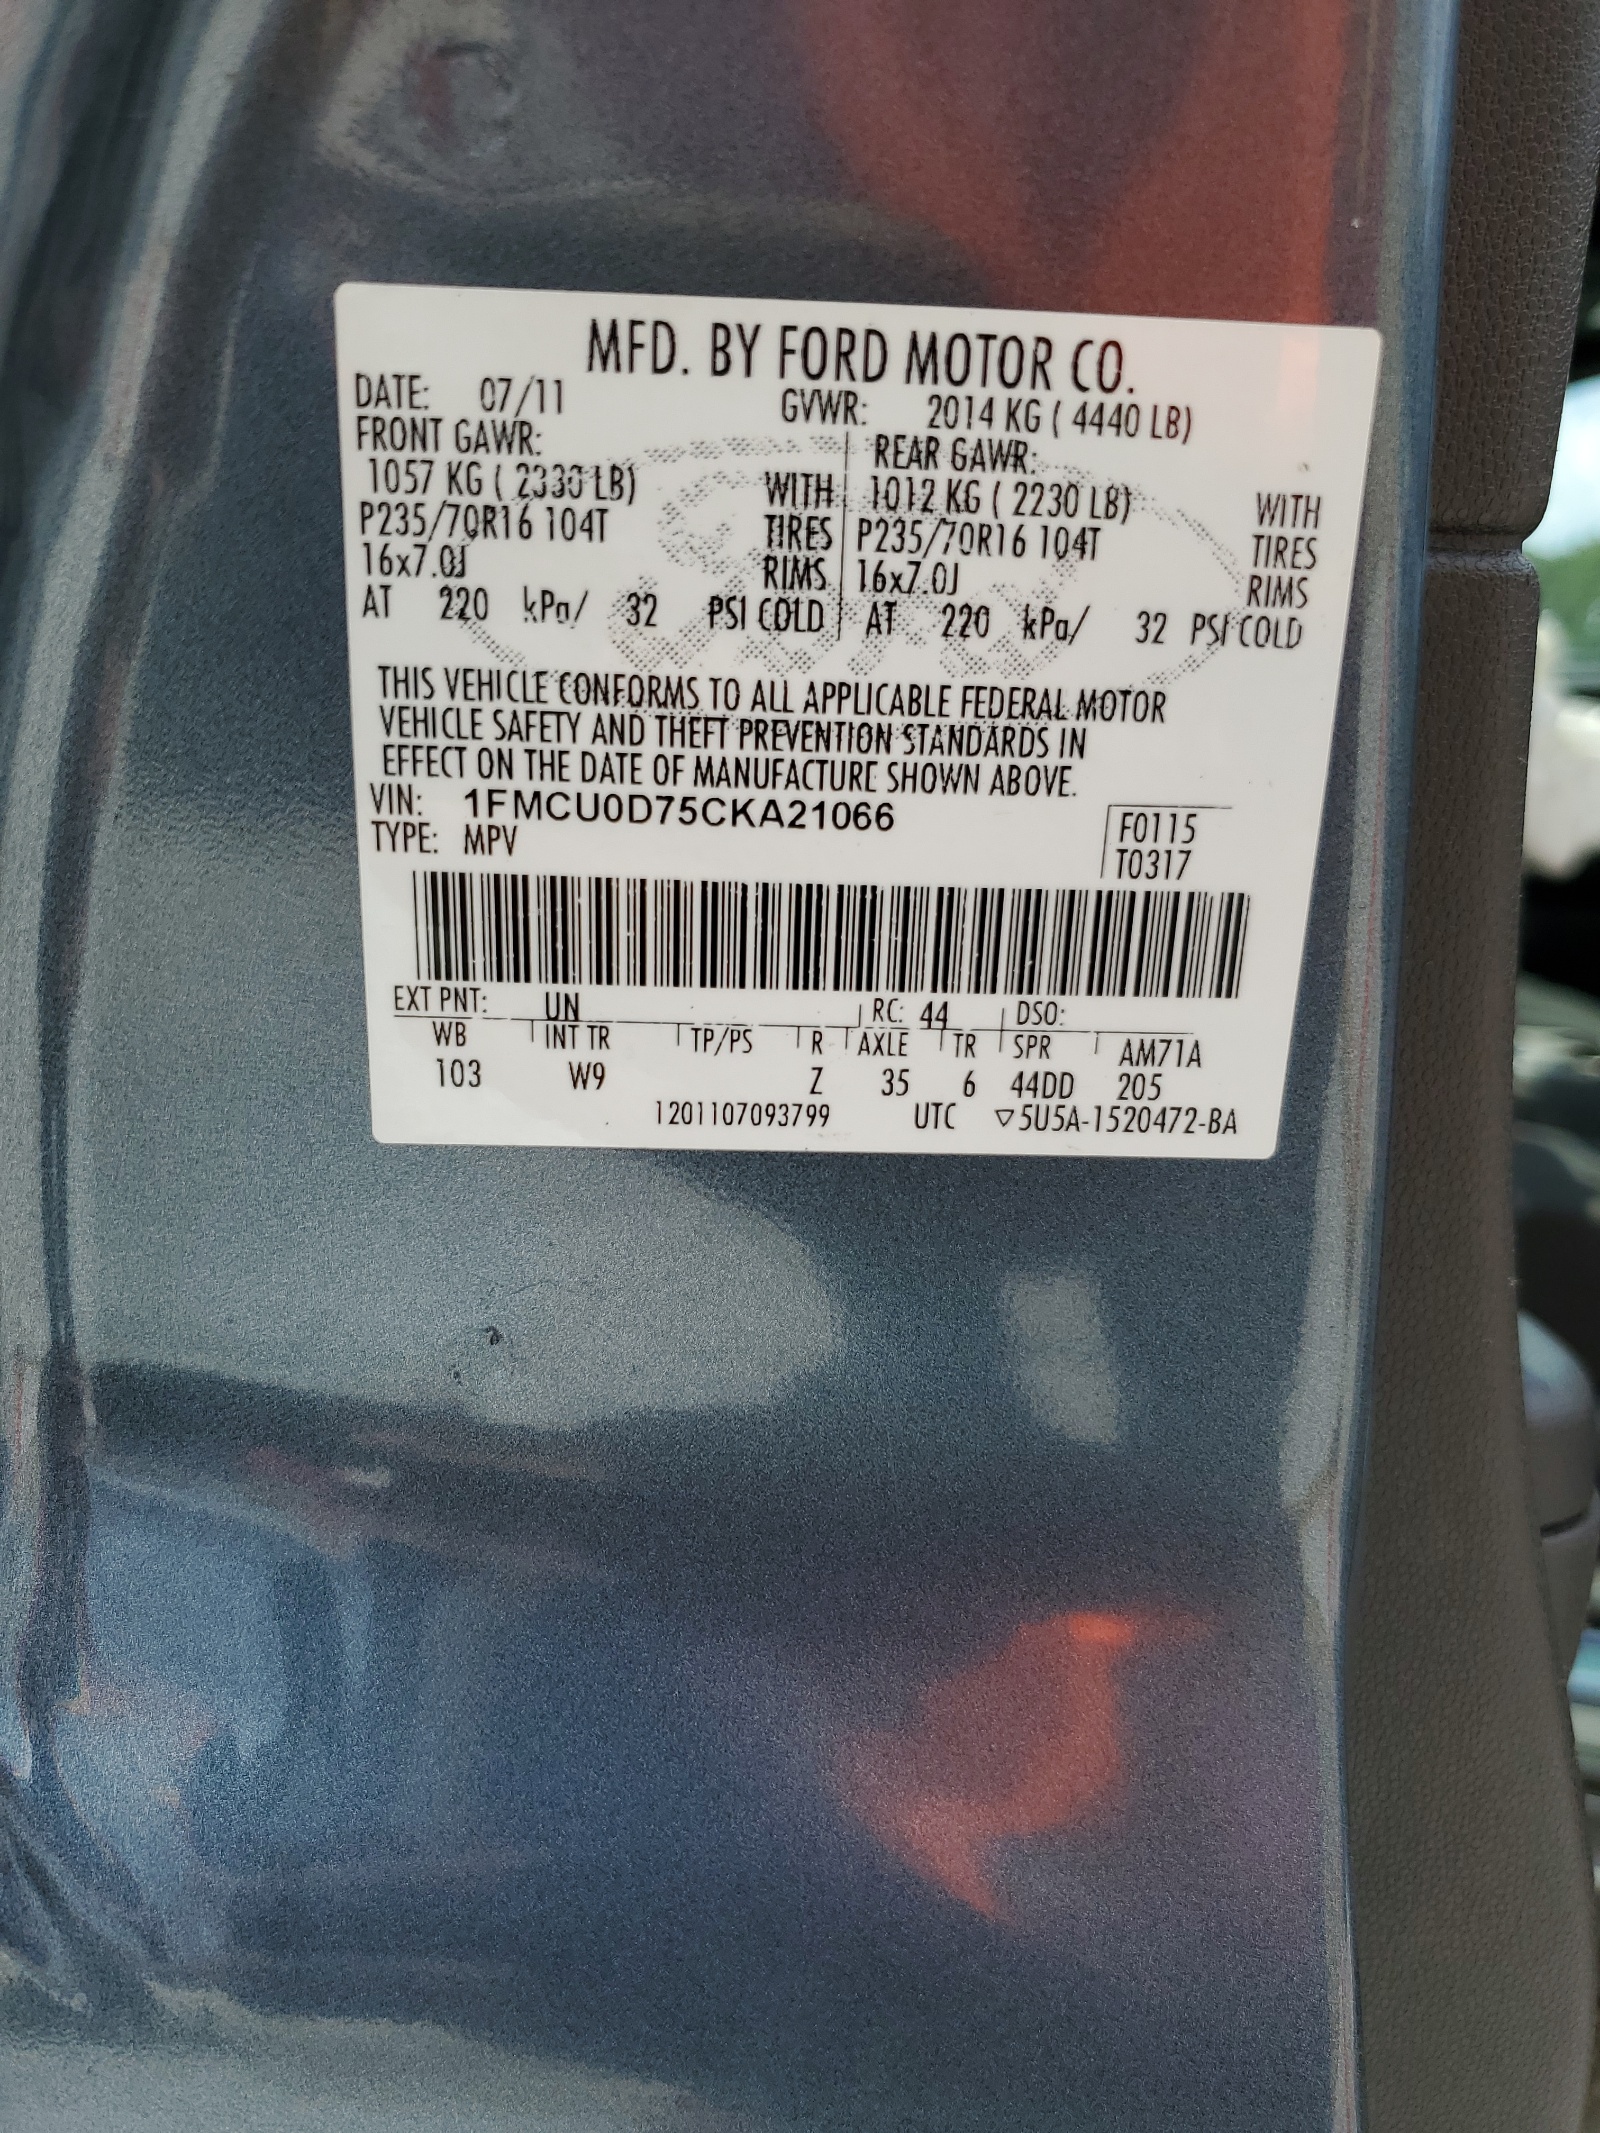 MFD. BY FORD MOTOR CO.
DATE: 07/11 GVWR: 2014 KG ( 4440 LB)
FRONT GAWR: REAR GAWR:
1057 KG ( 2330 LB) WITH 1012 KG ( 2230 LB) WITH
P235/70R16 104T TIRES P235/70R16 104T TIRES
16x7.0J RIMS 16x7.0J RIMS
AT 220 kPa/ 32 PSI COLD AT 220 kPa/ 32 PSI COLD
THIS VEHICLE CONFORMS TO ALL APPLICABLE FEDERAL MOTOR
VEHICLE SAFETY AND THEFT PREVENTION STANDARDS IN
EFFECT ON THE DATE OF MANUFACTURE SHOWN ABOVE.
VIN: 1FMCU0D75CKA21066 F0115
TYPE: MPV T0317
EXT PNT: UN RC: 44 DSO:
WB INT TR TP/PS R AXLE TR SPR AM71A
103 W9 Z 35 6 44DD 205
1201107093799 UTC ▽5U5A-1520472-BA